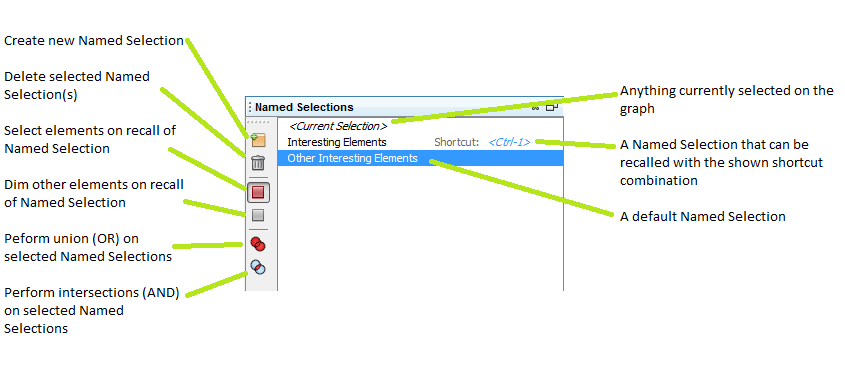 Create new Named Selection
Delete selected Named
Selection(s)
Select elements on recall of
Named Selection
Dim other elements on recall
of Named Selection
Peform union (OR) on
selected Named Selections
Perform intersections (AND)
on selected Named
Selections
Named Selections
<Current Selection>
Interesting Elements Shortcut: <Ctrl-1>
Other Interesting Elements
Anything currently selected on the
graph
A Named Selection that can be
recalled with the shown shortcut
combination
A default Named Selection